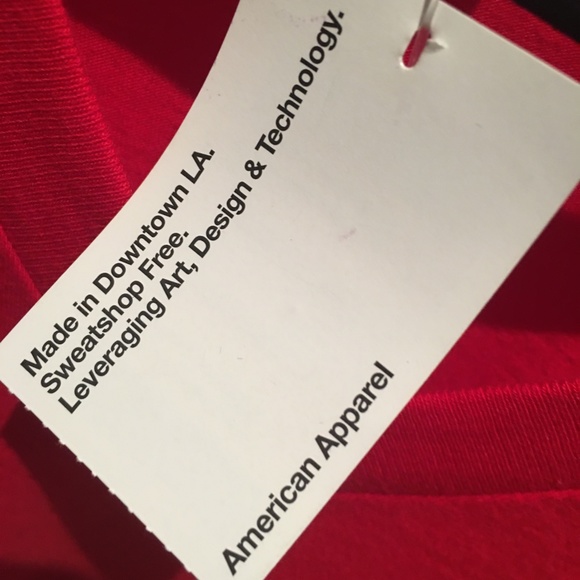 Made in Downtown LA.
Sweatshop Free.
Leveraging Art, Design & Technology.
American Apparel